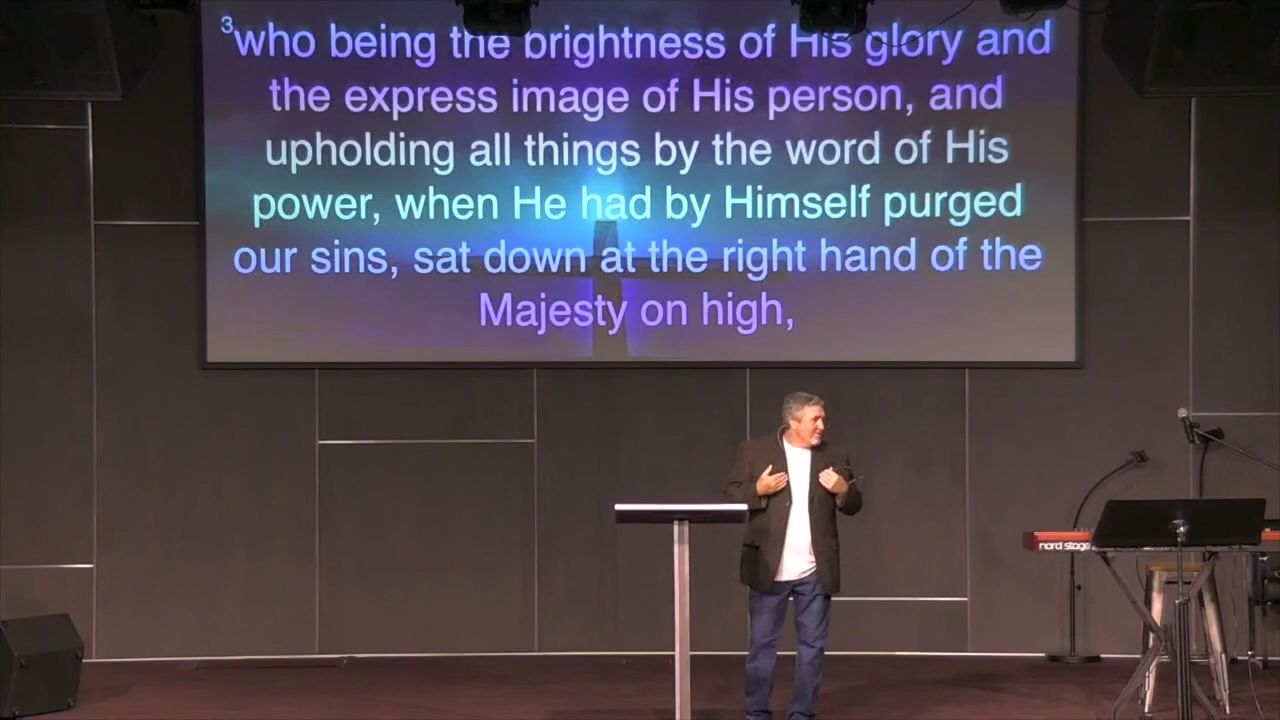 3who being the brightness of His glory and
the express image of His person, and
upholding all things by the word of His
power, when He had by Himself purged
our sins, sat down at the right hand of the
Majesty on high,
nord stage